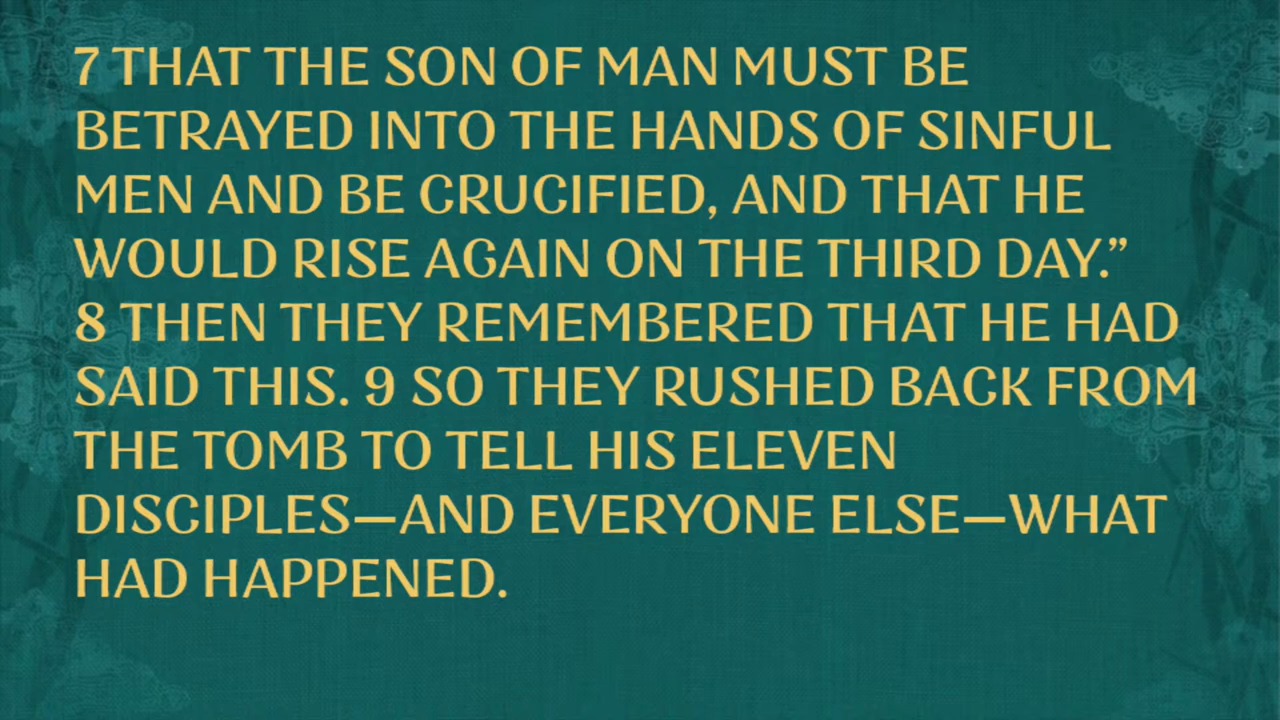 7 THAT THE SON OF MAN MUST BE
BETRAYED INTO THE HANDS OF SINFUL
MEN AND BE CRUCIFIED, AND THAT HE
WOULD RISE AGAIN ON THE THIRD DAY.”
8 THEN THEY REMEMBERED THAT HE HAD
SAID THIS. 9 SO THEY RUSHED BACK FROM
THE TOMB TO TELL HIS ELEVEN
DISCIPLES—AND EVERYONE ELSE—WHAT
HAD HAPPENED.